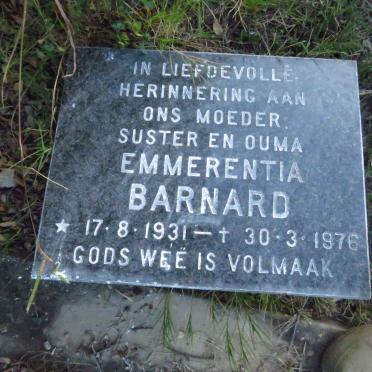 IN LIEFDEVOLLE
HERINNERING AAN
ONS MOEDER
SUSTER EN OUMA
EMMERENTIA
BARNARD
★ 17·8·1931 — † 30·3·1976
GODS WEË IS VOLMAAK